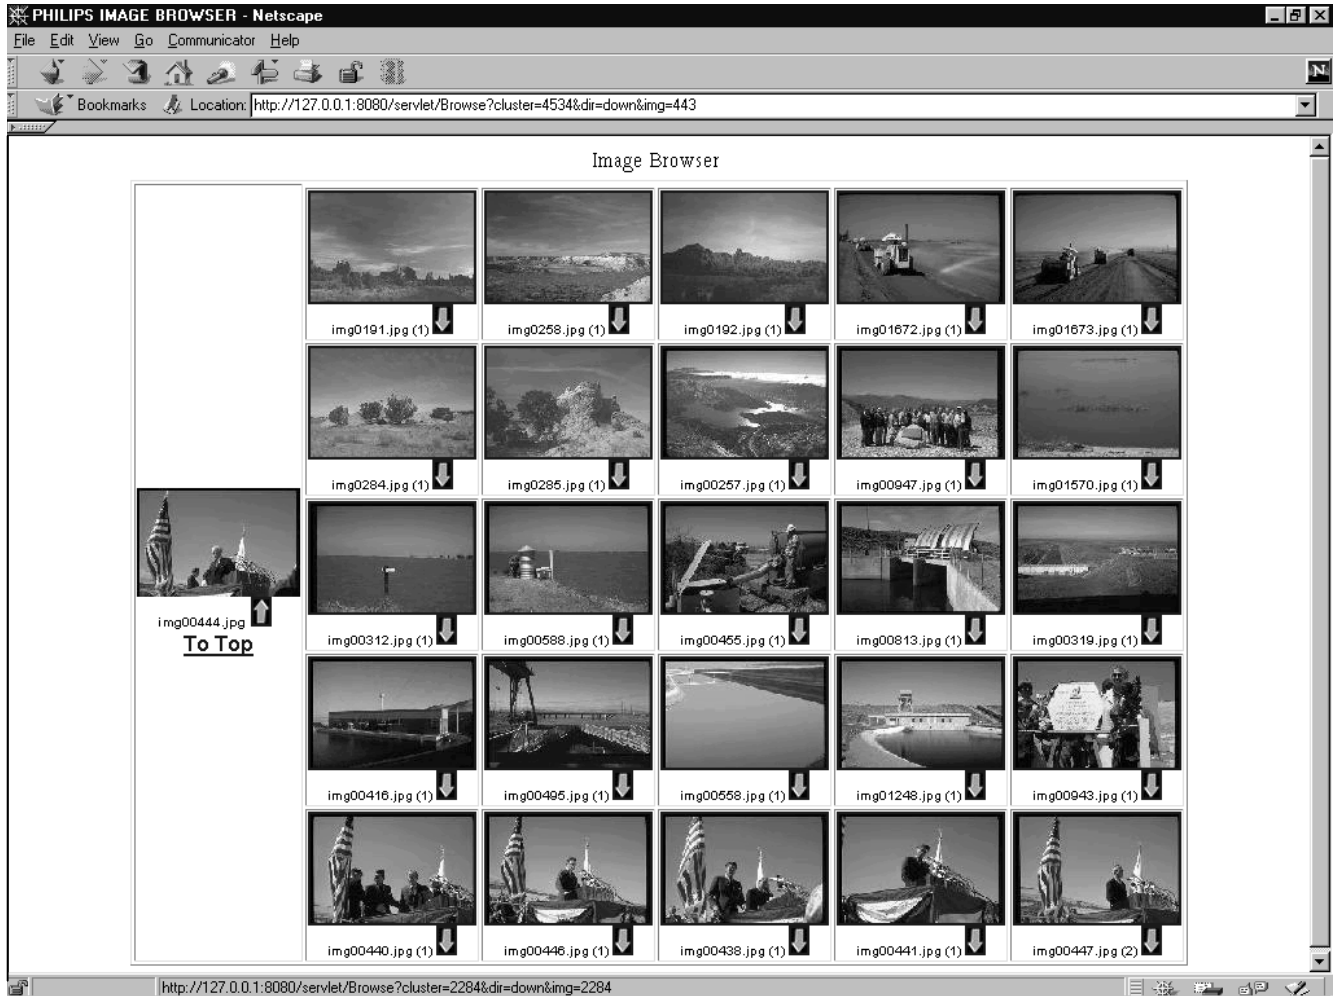 PHILIPS IMAGE BROWSER - Netscape
File Edit View Go Communicator Help
N
Bookmarks Location: http://127.0.0.1:8080/servlet/Browse?cluster=4534&dir=down&img=443
Image Browser
img0191.jpg (1) img0258.jpg (1) img0192.jpg (1) img01672.jpg (1) img01673.jpg (1)
img0284.jpg (1) img0285.jpg (1) img00257.jpg (1) img00947.jpg (1) img01570.jpg (1)
img00444.jpg
To Top
img00312.jpg (1) img00588.jpg (1) img00455.jpg (1) img00813.jpg (1) img00319.jpg (1)
img00416.jpg (1) img00495.jpg (1) img00558.jpg (1) img01248.jpg (1) img00943.jpg (1)
img00440.jpg (1) img00446.jpg (1) img00438.jpg (1) img00441.jpg (1) img00447.jpg (2)
http://127.0.0.1:8080/servlet/Browse?cluster=2284&dir=down&img=2284